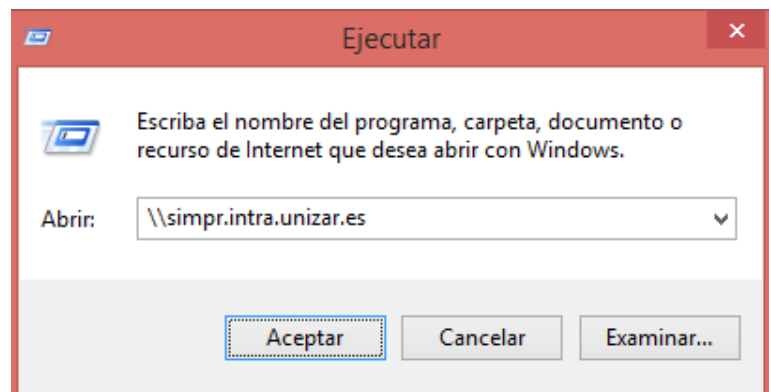 Ejecutar
Escriba el nombre del programa, carpeta, documento o
recurso de Internet que desea abrir con Windows.
Abrir: \\simpr.intra.unizar.es
Aceptar Cancelar Examinar...